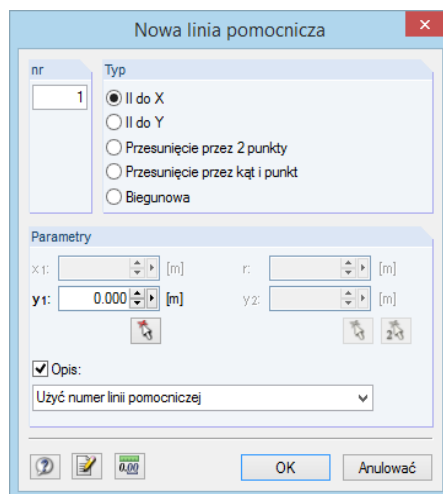 Nowa linia pomocnicza
nr
Typ
1
II do X
II do Y
Przesunięcie przez 2 punkty
Przesunięcie przez kąt i punkt
Biegunowa
Parametry
x1: [m] r: [m]
y1: 0.000 [m] y2: [m]
2
Opis:
Użyć numer linii pomocniczej
0.00
OK
Anulować